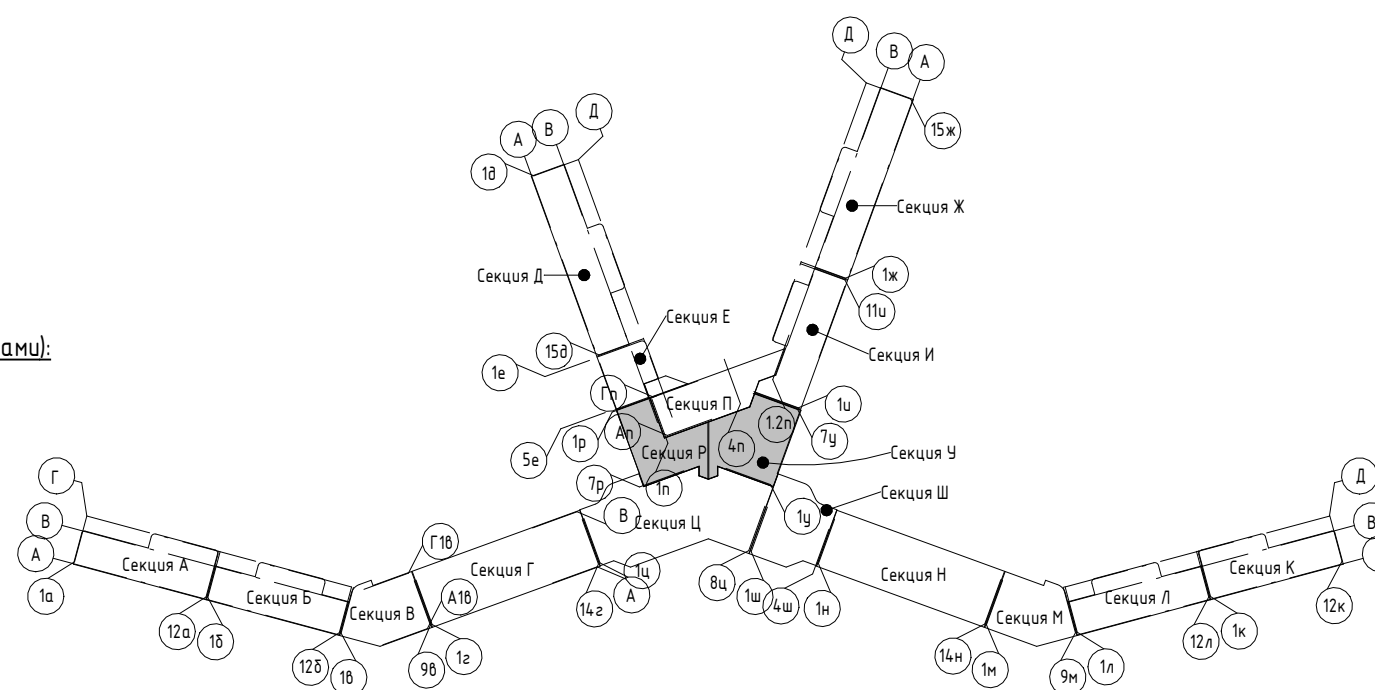 Д
В
А
15ж
Д
В
А
1д
Секция Ж
Секция Д
1ж
11и
Секция Е
Секция И
15д
1е
ами):
Гп
Секция П
1и
1.2п
7у
Ап
4п
1р
5е
Секция Р
Секция У
7р
1п
Секция Ш
Г
В
А
1а
Секция А
Секция Б
12а
1б
12б
1в
Секция В
Г1в
А1в
9в
1г
Секция Г
14г
В
Секция Ц
1ц
А
8ц
1у
1ш
4ш
1н
Секция Н
14н
1м
Секция М
9м
1л
Секция Л
12л
1к
Секция К
12к
Д
В